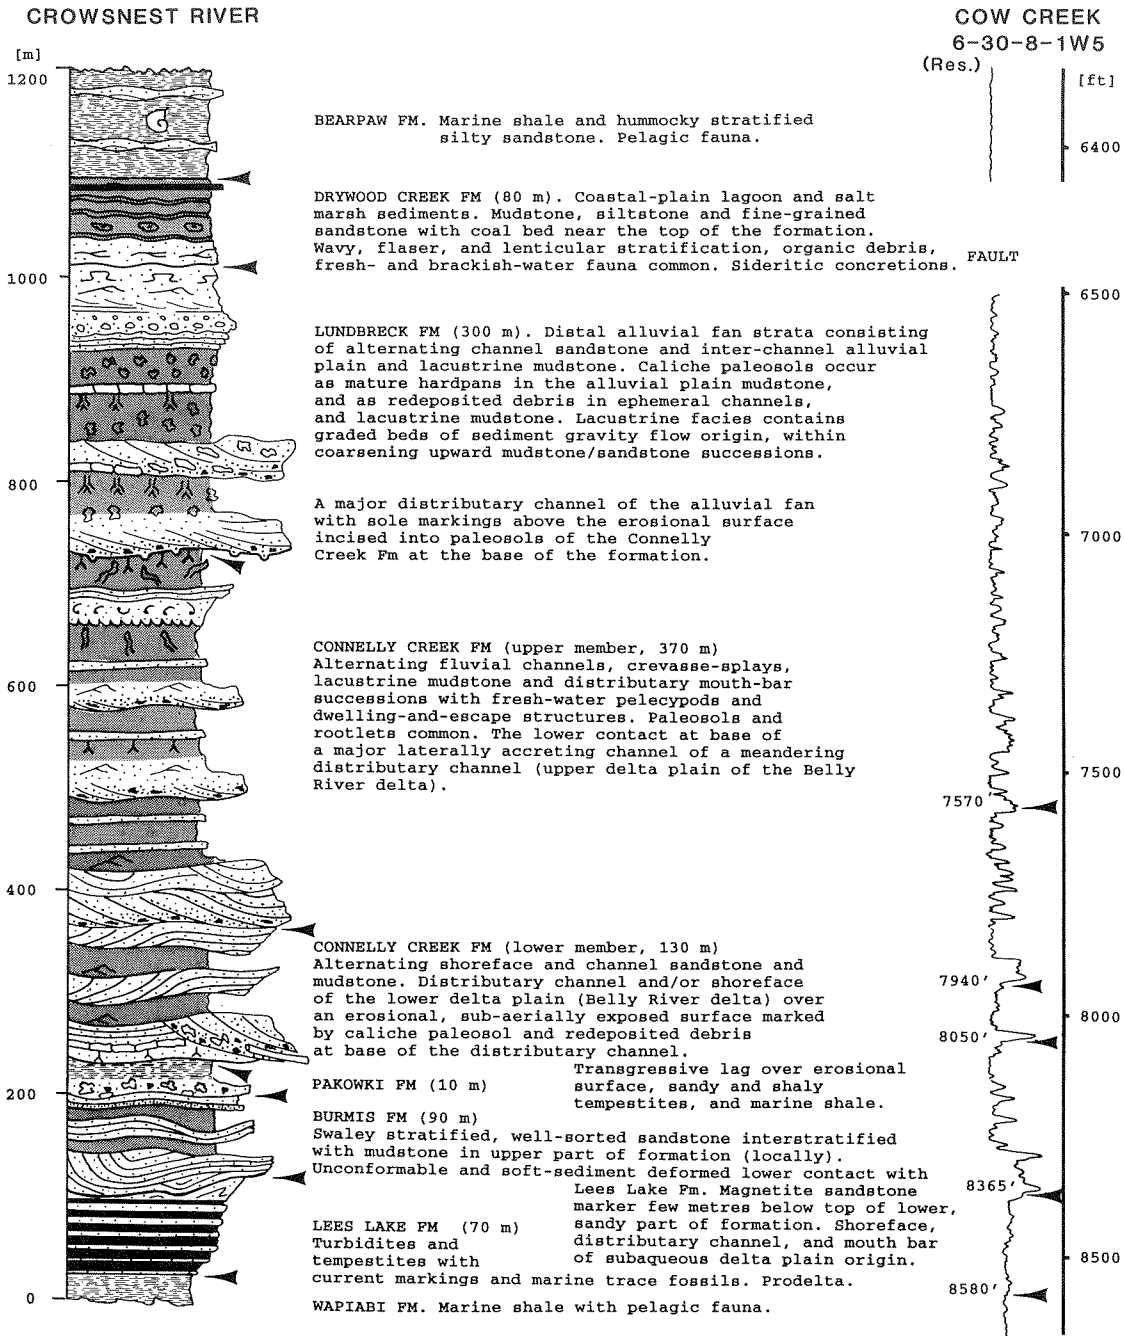 CROWSNEST RIVER
COW CREEK
6-30-8-1W5
(Res.)
[m]
[ft]
1200
1000
800
600
400
200
0
BEARPAW FM. Marine shale and hummocky stratified
silty sandstone. Pelagic fauna.
DRYWOOD CREEK FM (80 m). Coastal-plain lagoon and salt
marsh sediments. Mudstone, siltstone and fine-grained
sandstone with coal bed near the top of the formation.
Wavy, flaser, and lenticular stratification, organic debris,
fresh- and brackish-water fauna common. Sideritic concretions.
FAULT
LUNDBRECK FM (300 m). Distal alluvial fan strata consisting
of alternating channel sandstone and inter-channel alluvial
plain and lacustrine mudstone. Caliche paleosols occur
as mature hardpans in the alluvial plain mudstone,
and as redeposited debris in ephemeral channels,
and lacustrine mudstone. Lacustrine facies contains
graded beds of sediment gravity flow origin, within
coarsening upward mudstone/sandstone successions.
A major distributary channel of the alluvial fan
with sole markings above the erosional surface
incised into paleosols of the Connelly
Creek Fm at the base of the formation.
CONNELLY CREEK FM (upper member, 370 m)
Alternating fluvial channels, crevasse-splays,
lacustrine mudstone and distributary mouth-bar
successions with fresh-water pelecypods and
dwelling-and-escape structures. Paleosols and
rootlets common. The lower contact at base of
a major laterally accreting channel of a meandering
distributary channel (upper delta plain of the Belly
River delta).
CONNELLY CREEK FM (lower member, 130 m)
Alternating shoreface and channel sandstone and
mudstone. Distributary channel and/or shoreface
of the lower delta plain (Belly River delta) over
an erosional, sub-aerially exposed surface marked
by caliche paleosol and redeposited debris
at base of the distributary channel.
PAKOWKI FM (10 m)
Transgressive lag over erosional
surface, sandy and shaly
tempestites, and marine shale.
BURMIS FM (90 m)
Swaley stratified, well-sorted sandstone interstratified
with mudstone in upper part of formation (locally).
Unconformable and soft-sediment deformed lower contact with
Lees Lake Fm. Magnetite sandstone
marker few metres below top of lower,
sandy part of formation. Shoreface,
distributary channel, and mouth bar
of subaqueous delta plain origin.
LEES LAKE FM (70 m)
Turbidites and
tempestites with
current markings and marine trace fossils. Prodelta.
WAPIABI FM. Marine shale with pelagic fauna.
6400
6500
7000
7500
8000
8500
7570'
7940'
8050'
8365'
8580'